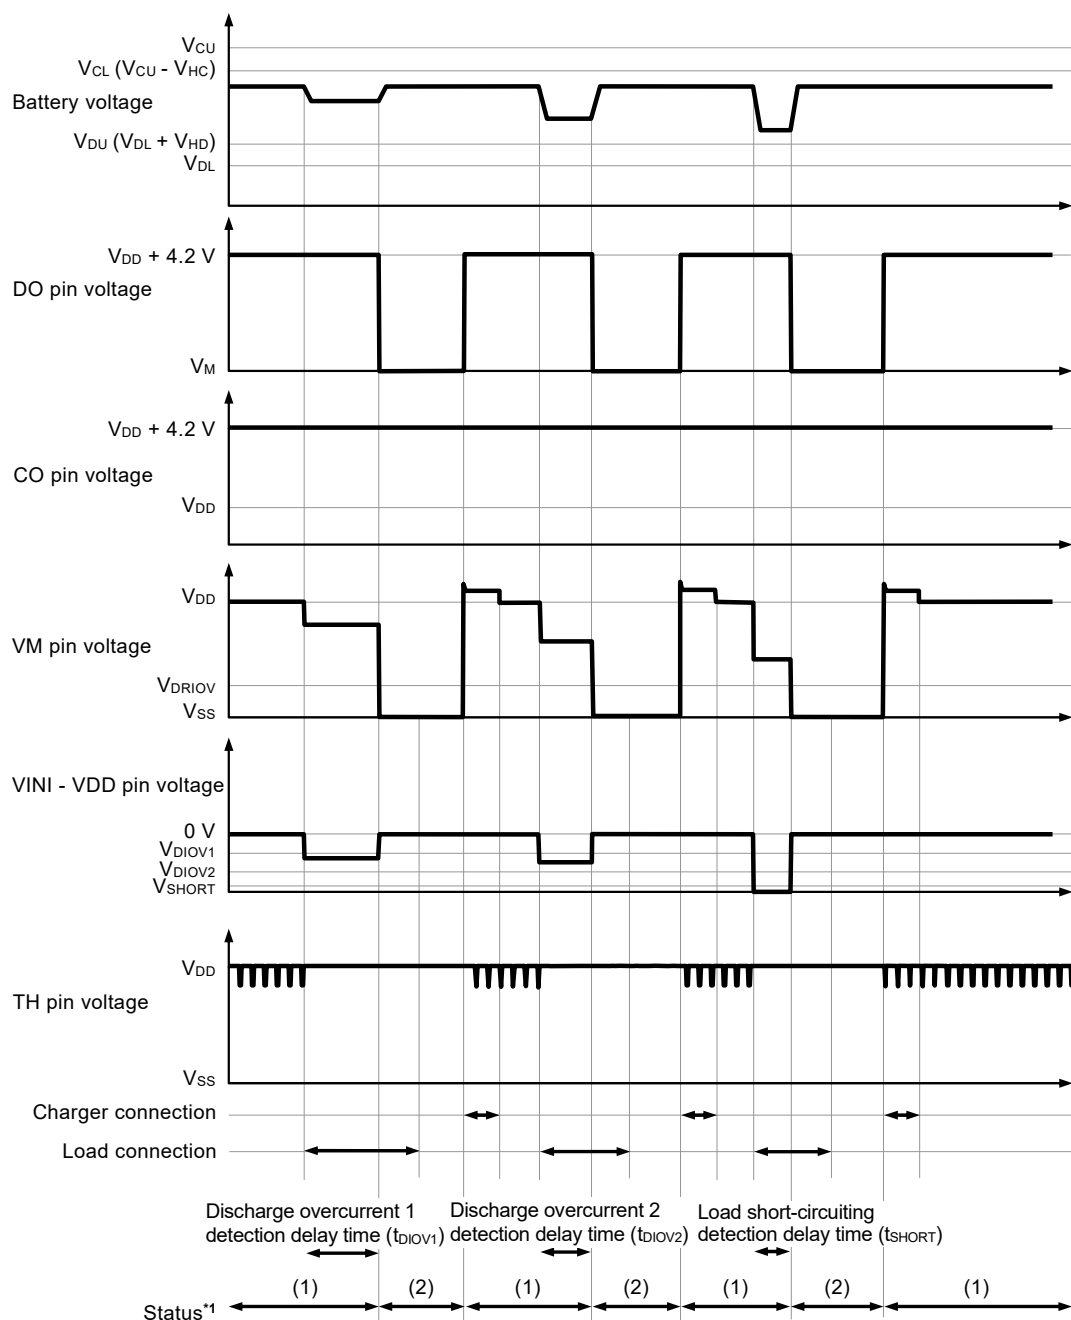 VCU
VCL (VCU - VHC)
Battery voltage
VDU (VDL + VHD)
VDL
VDD + 4.2 V
DO pin voltage
VM
VDD + 4.2 V
CO pin voltage
VDD
VDD
VM pin voltage
VDRIOV
VSS
VINI - VDD pin voltage
0 V
VDIOV1
VDIOV2
VSHORT
VDD
TH pin voltage
VSS
Charger connection
Load connection
Discharge overcurrent 1
detection delay time (tDIOV1)
Discharge overcurrent 2
detection delay time (tDIOV2)
Load short-circuiting
detection delay time (tSHORT)
(1) (2) (1) (2) (1) (2) (1)
Status*1